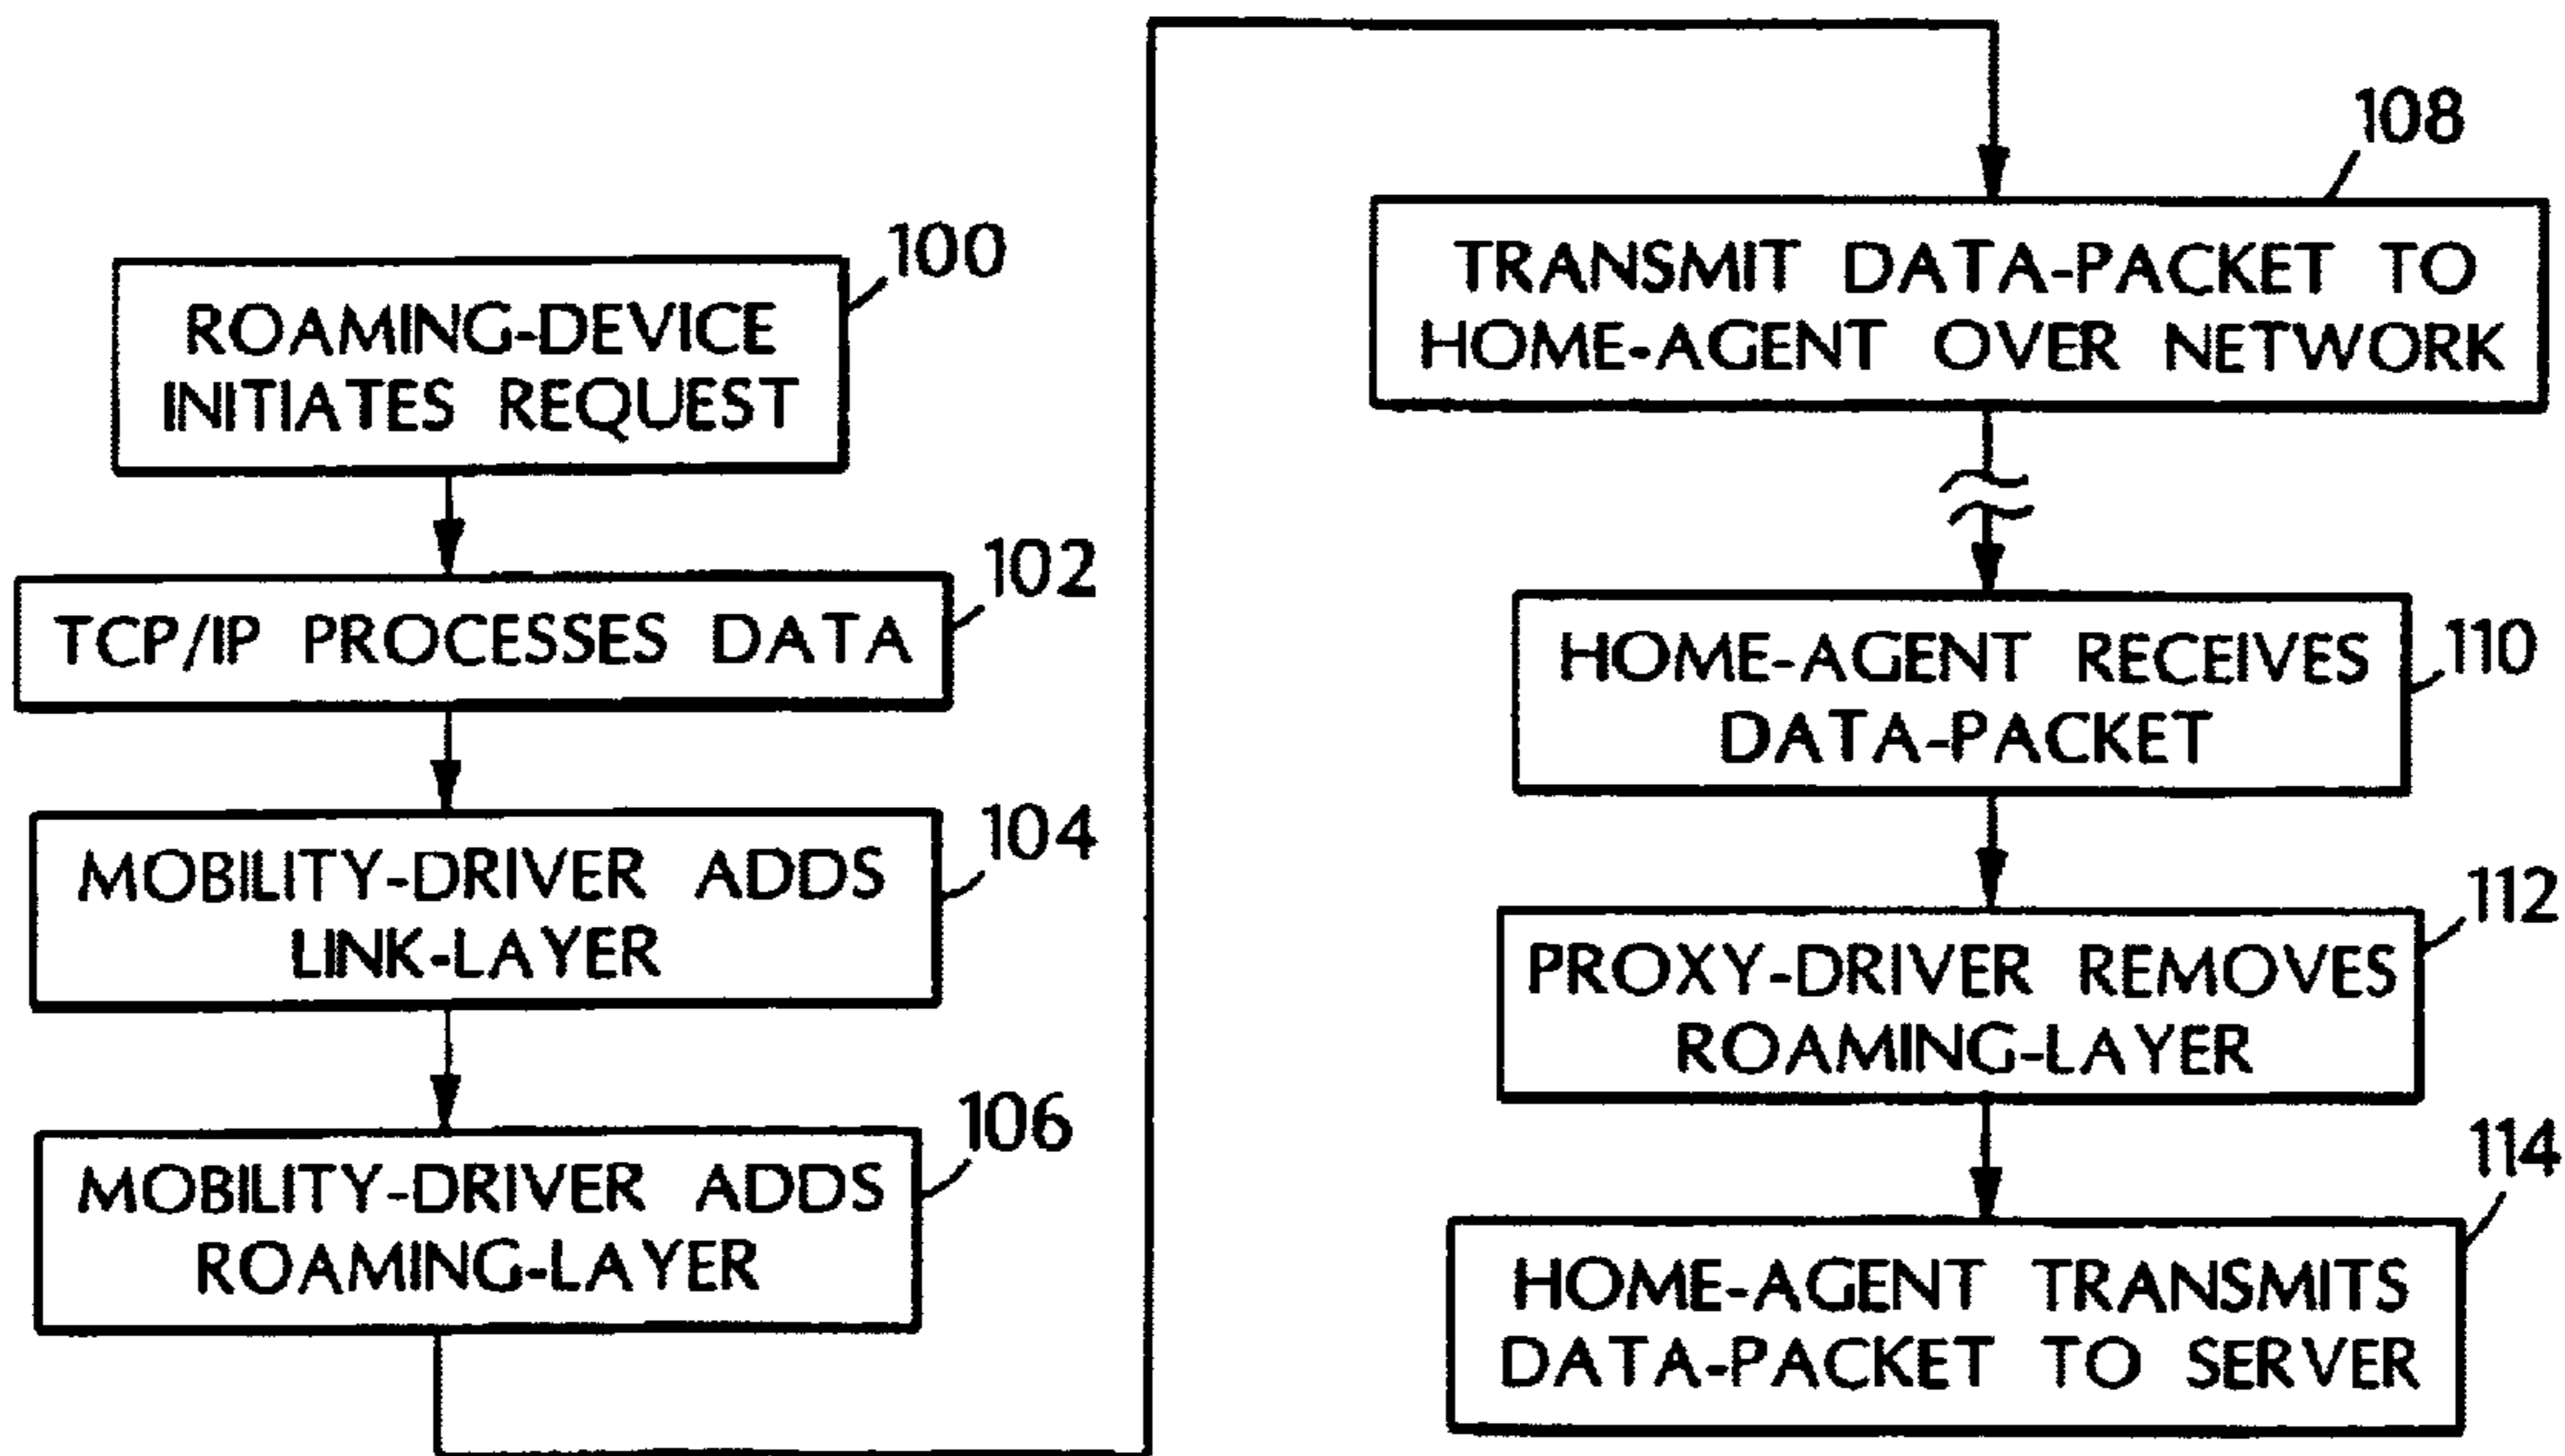 100
ROAMING-DEVICE
INITIATES REQUEST
102
TCP/IP PROCESSES DATA
104
MOBILITY-DRIVER ADDS
LINK-LAYER
106
MOBILITY-DRIVER ADDS
ROAMING-LAYER
108
TRANSMIT DATA-PACKET TO
HOME-AGENT OVER NETWORK
110
HOME-AGENT RECEIVES
DATA-PACKET
112
PROXY-DRIVER REMOVES
ROAMING-LAYER
114
HOME-AGENT TRANSMITS
DATA-PACKET TO SERVER